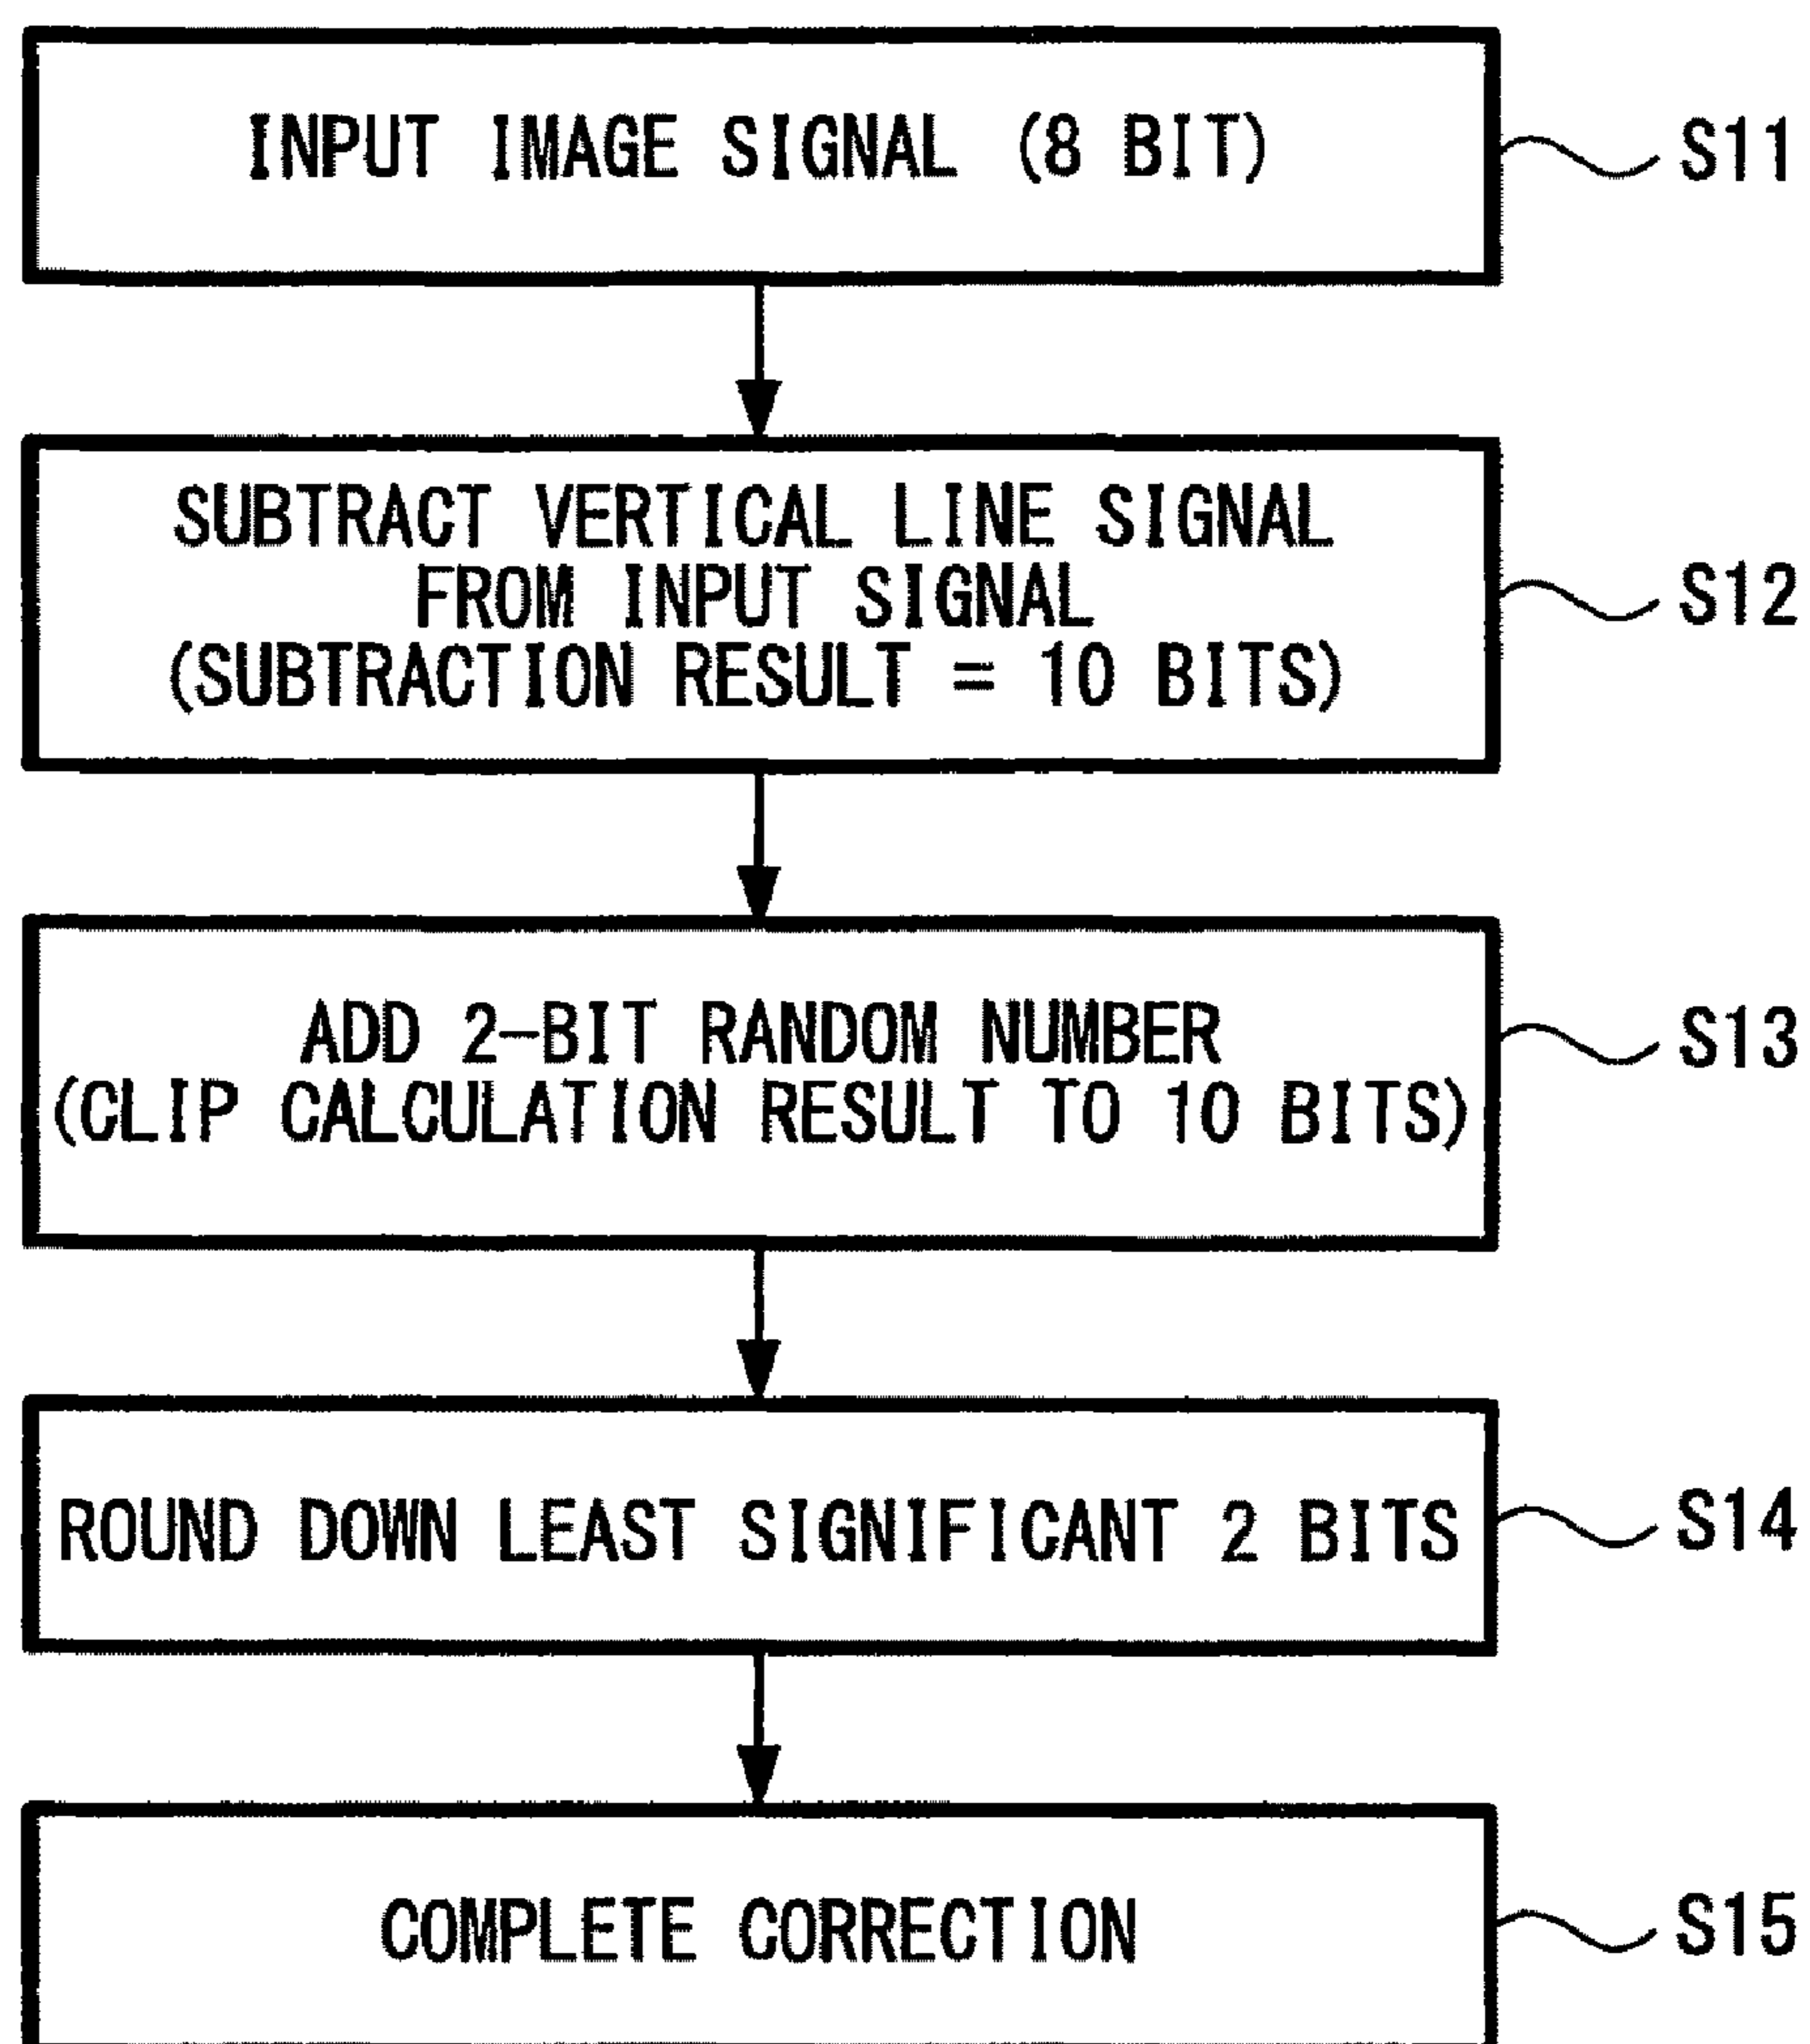 INPUT IMAGE SIGNAL (8 BIT)
S11
SUBTRACT VERTICAL LINE SIGNAL
FROM INPUT SIGNAL
(SUBTRACTION RESULT = 10 BITS)
S12
ADD 2-BIT RANDOM NUMBER
(CLIP CALCULATION RESULT TO 10 BITS)
S13
ROUND DOWN LEAST SIGNIFICANT 2 BITS
S14
COMPLETE CORRECTION
S15